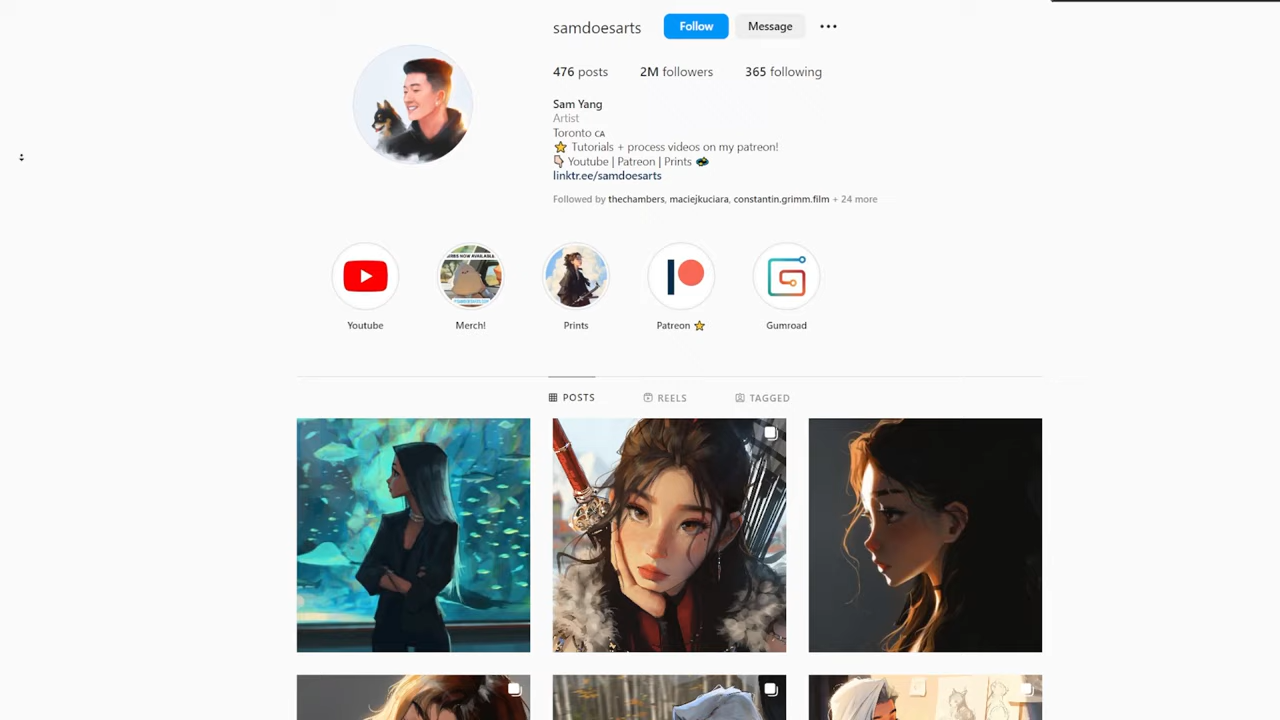 samdoesarts Follow Message
476 posts 2M followers 365 following
Sam Yang
Artist
Toronto CA
⭐ Tutorials + process videos on my patreon!
👇🏻 Youtube | Patreon | Prints
linktr.ee/samdoesarts
Followed by thechambers, maciejkuciara, constantin.grimm.film + 24 more
Youtube Merch! Prints Patreon ⭐ Gumroad
POSTS REELS TAGGED